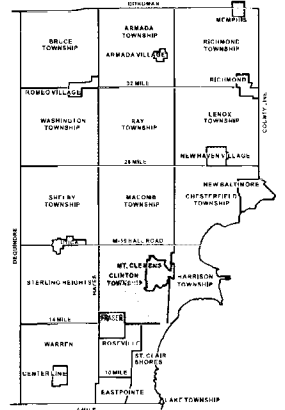 BORDMAN
MEMPHIS
BRUCE
TOWNSHIP
ARMADA
TOWNSHIP
RICHMOND
TOWNSHIP
ARMADA VILLAGE
RICHMOND
32 MILE
ROMEO VILLAGE
WASHINGTON
TOWNSHIP
RAY
TOWNSHIP
LENOX
TOWNSHIP
COUNTY LINE
NEW HAVEN VILLAGE
26 MILE
NEW BALTIMORE
SHELBY
TOWNSHIP
MACOMB
TOWNSHIP
CHESTERFIELD
TOWNSHIP
DEQUINDRE
UTICA
M-59 HALL ROAD
MT. CLEMENS
CLINTON
TOWNSHIP
HARRISON
TOWNSHIP
STERLING HEIGHTS
HAYES
14 MILE
FRASER
WARREN
ROSEVILLE
ST. CLAIR
SHORES
CENTER LINE
10 MILE
EASTPOINTE
LAKE TOWNSHIP